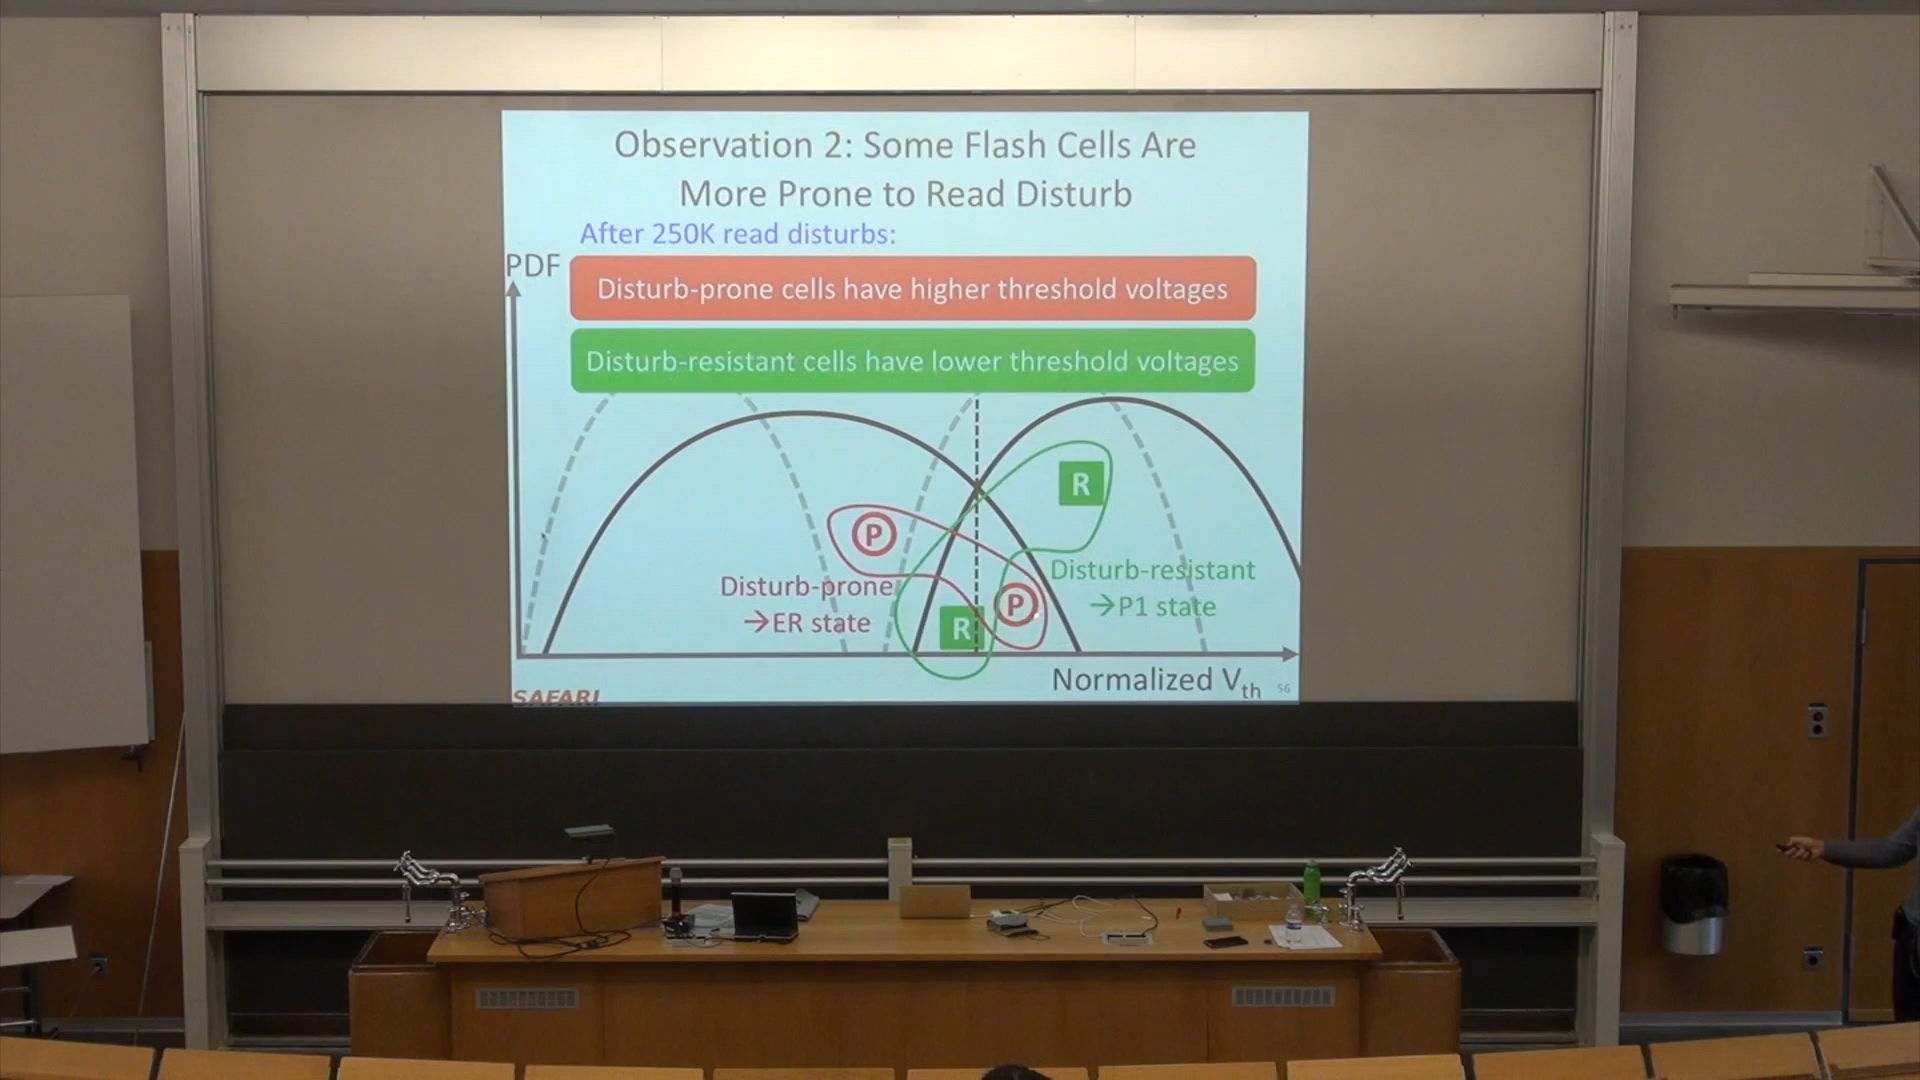 Observation 2: Some Flash Cells Are
More Prone to Read Disturb
After 250K read disturbs:
PDF
Disturb-prone cells have higher threshold voltages
Disturb-resistant cells have lower threshold voltages
R
P
Disturb-prone
→ER state
Disturb-resistant
→P1 state
P
R
Normalized Vth
56
SAFARI